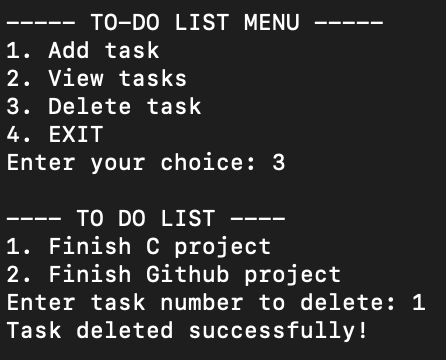 ----- TO-DO LIST MENU -----
1. Add task
2. View tasks
3. Delete task
4. EXIT
Enter your choice: 3
---- TO DO LIST ----
1. Finish C project
2. Finish Github project
Enter task number to delete: 1
Task deleted successfully!